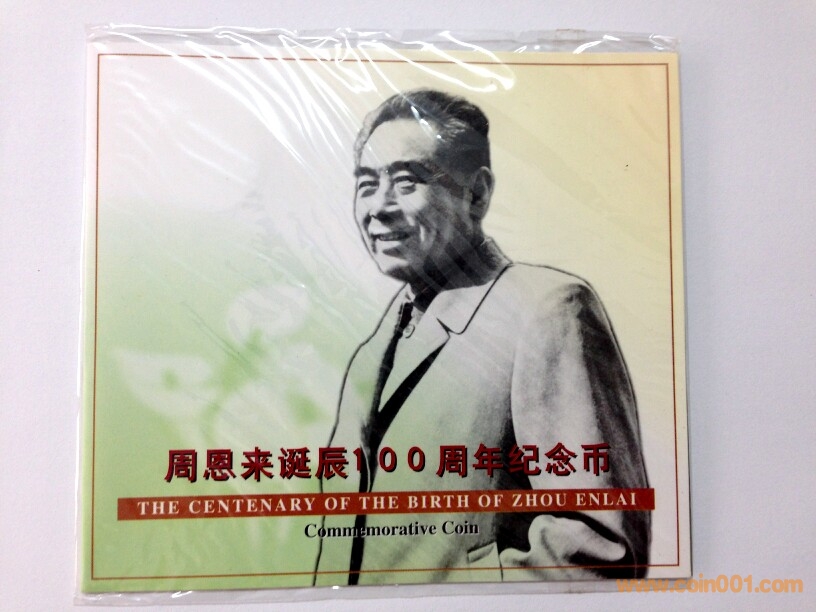 周恩来诞辰100周年纪念币
THE CENTENARY OF THE BIRTH OF ZHOU ENLAI
Commemorative Coin
www.coin001.com